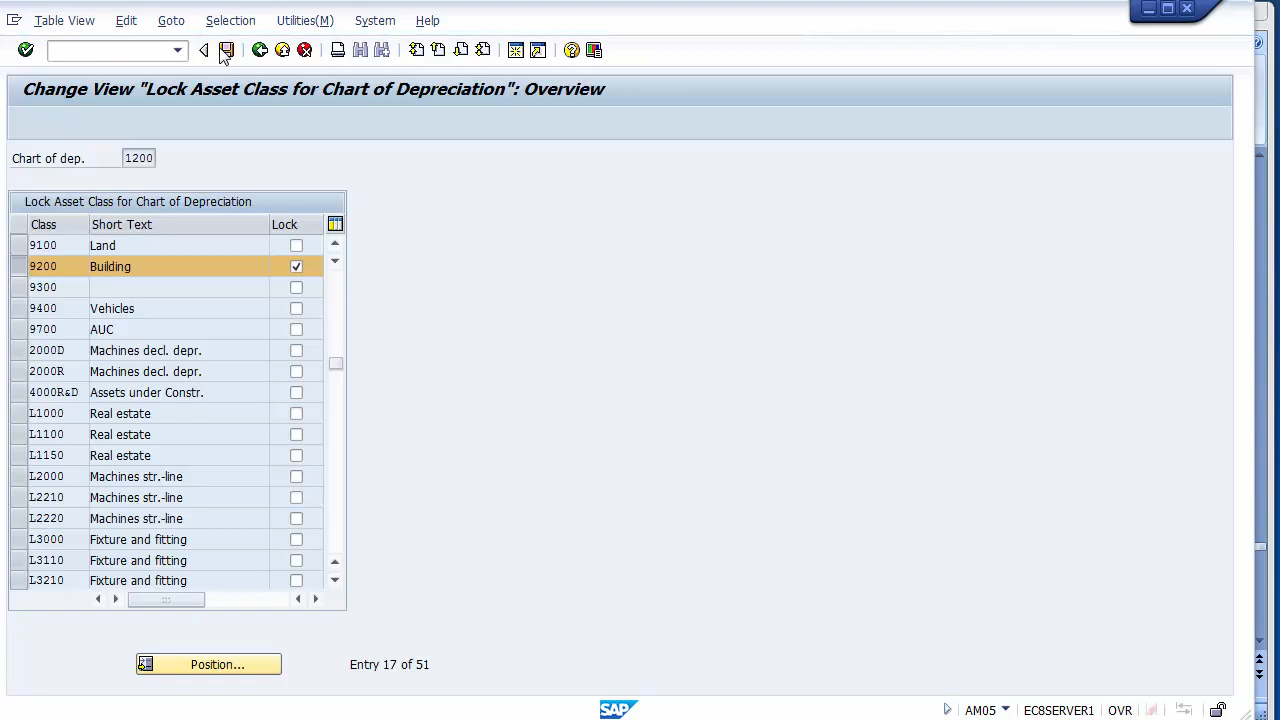 Table View Edit Goto Selection Utilities(M) System Help
Change View "Lock Asset Class for Chart of Depreciation": Overview
Chart of dep. 1200
Lock Asset Class for Chart of Depreciation
Class Short Text Lock
9100 Land
9200 Building
9300
9400 Vehicles
9700 AUC
2000D Machines decl. depr.
2000R Machines decl. depr.
4000R&D Assets under Constr.
L1000 Real estate
L1100 Real estate
L1150 Real estate
L2000 Machines str.-line
L2210 Machines str.-line
L2220 Machines str.-line
L3000 Fixture and fitting
L3110 Fixture and fitting
L3210 Fixture and fitting
Position... Entry 17 of 51
SAP AM05 ECGSERVER1 OVR